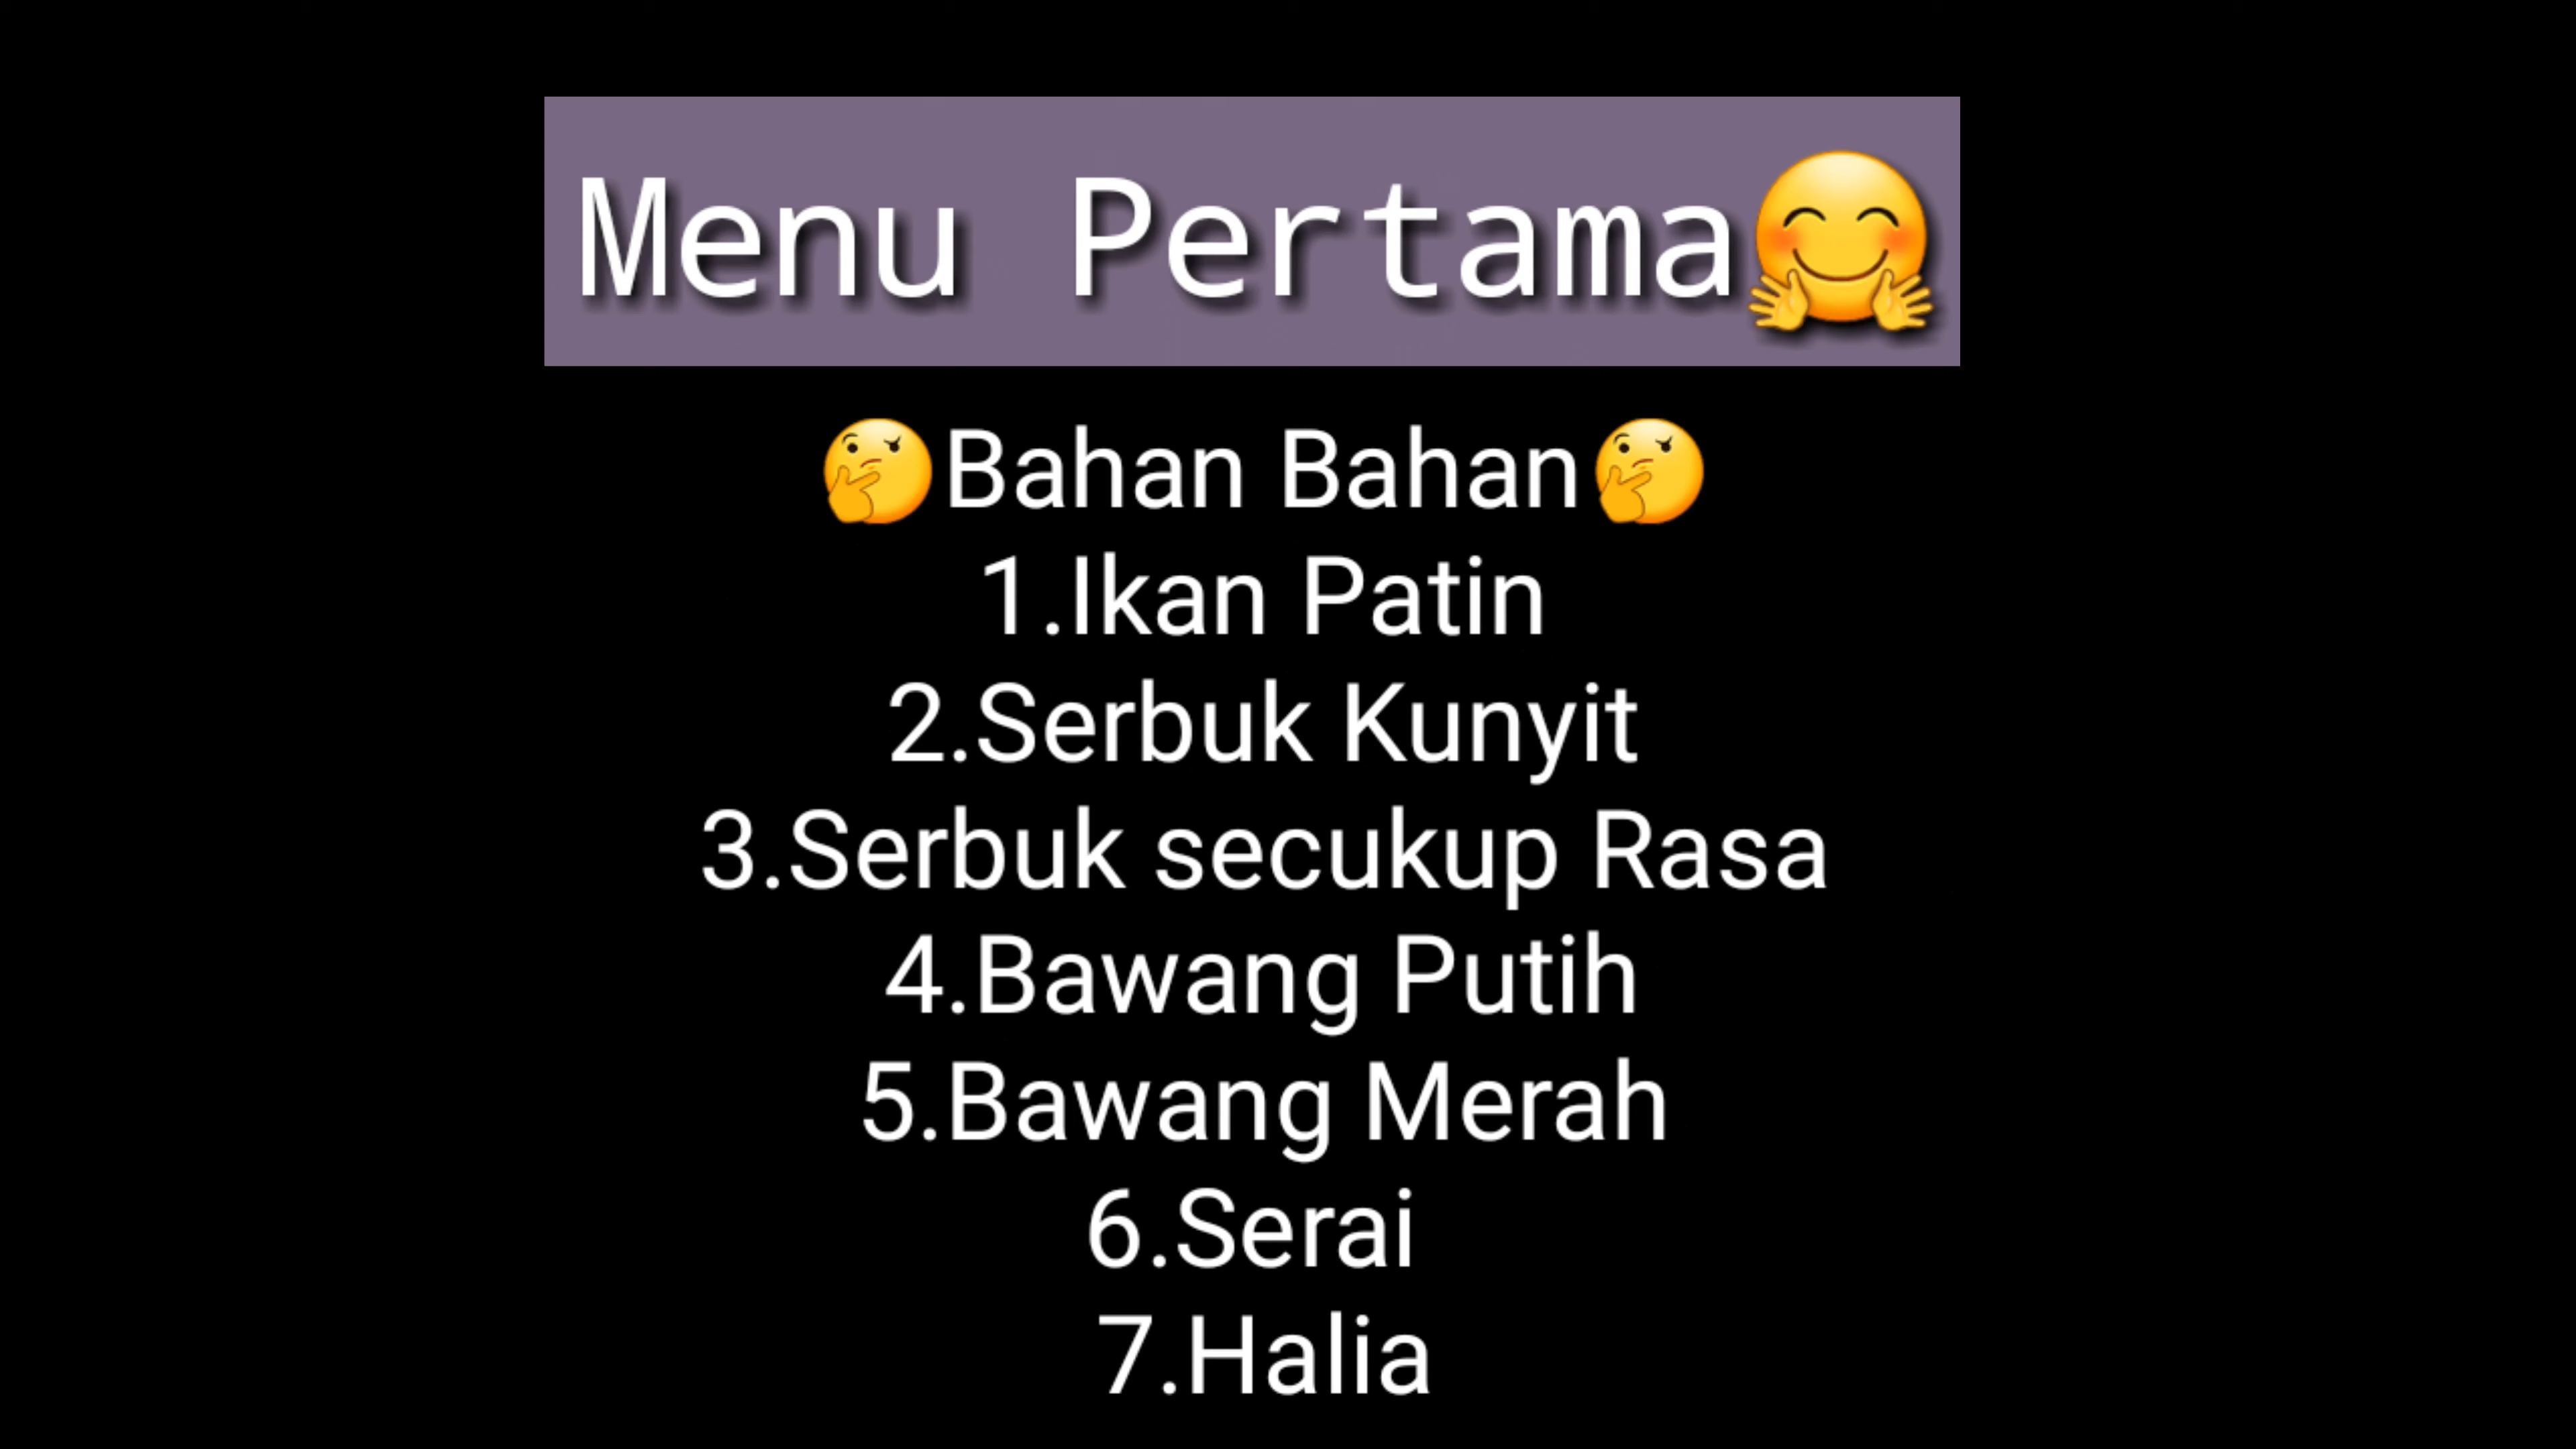 Menu Pertama🤗
🤔Bahan Bahan🤔
1.Ikan Patin
2.Serbuk Kunyit
3.Serbuk secukup Rasa
4.Bawang Putih
5.Bawang Merah
6.Serai
7.Halia